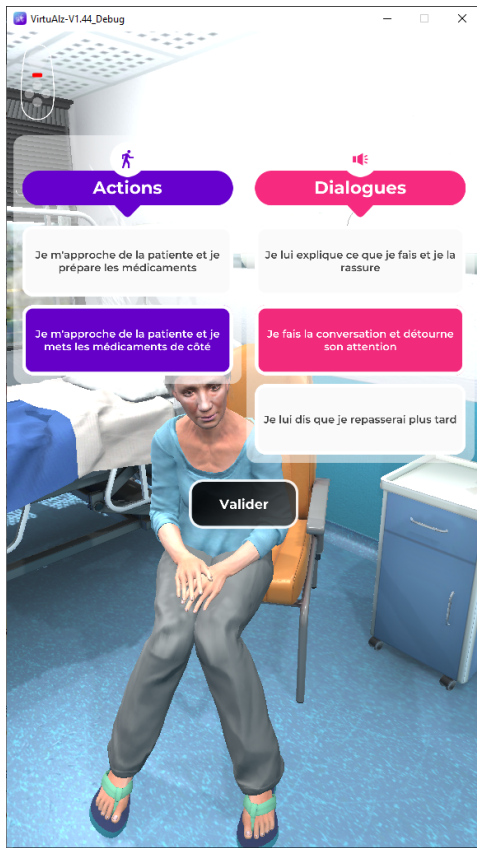 VirtuAlz-V1.44_Debug
Actions
Dialogues
Je m'approche de la patiente et je
prépare les médicaments
Je lui explique ce que je fais et je la
rassure
Je m'approche de la patiente et je
mets les médicaments de côté
Je fais la conversation et détourne
son attention
Je lui dis que je repasserai plus tard
Valider